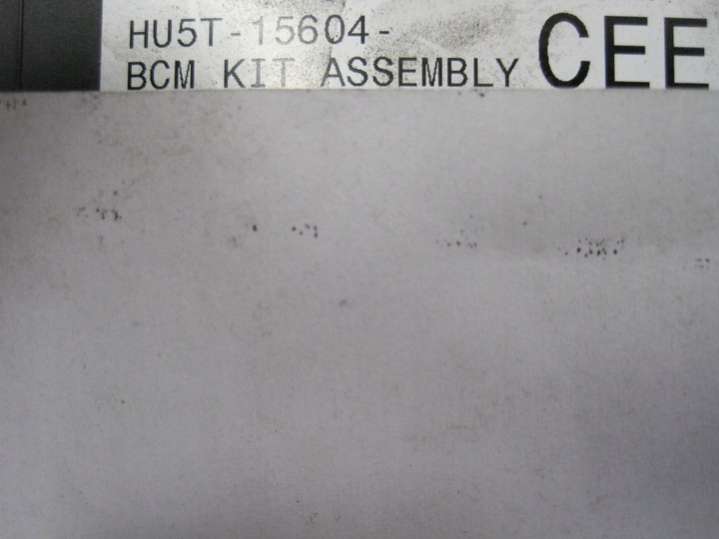 HU5T-15604-
BCM KIT ASSEMBLY CEE